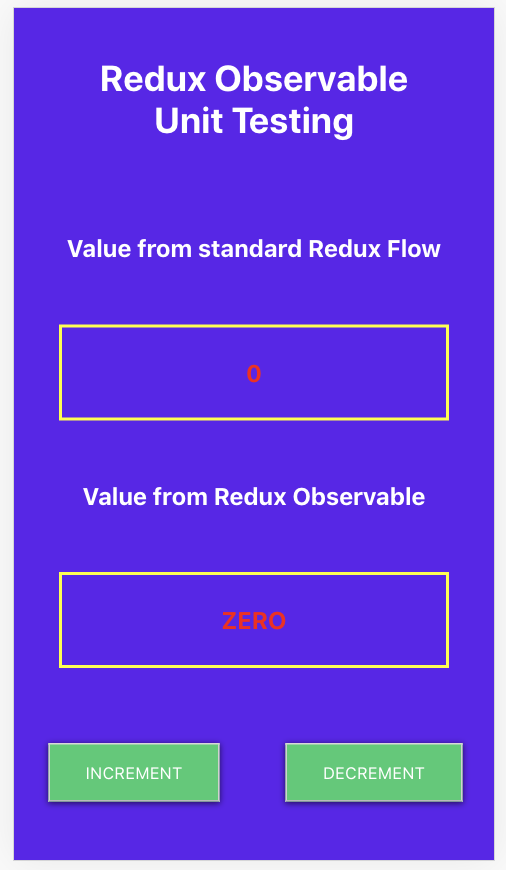 Redux Observable
Unit Testing
Value from standard Redux Flow
0
Value from Redux Observable
ZERO
INCREMENT
DECREMENT